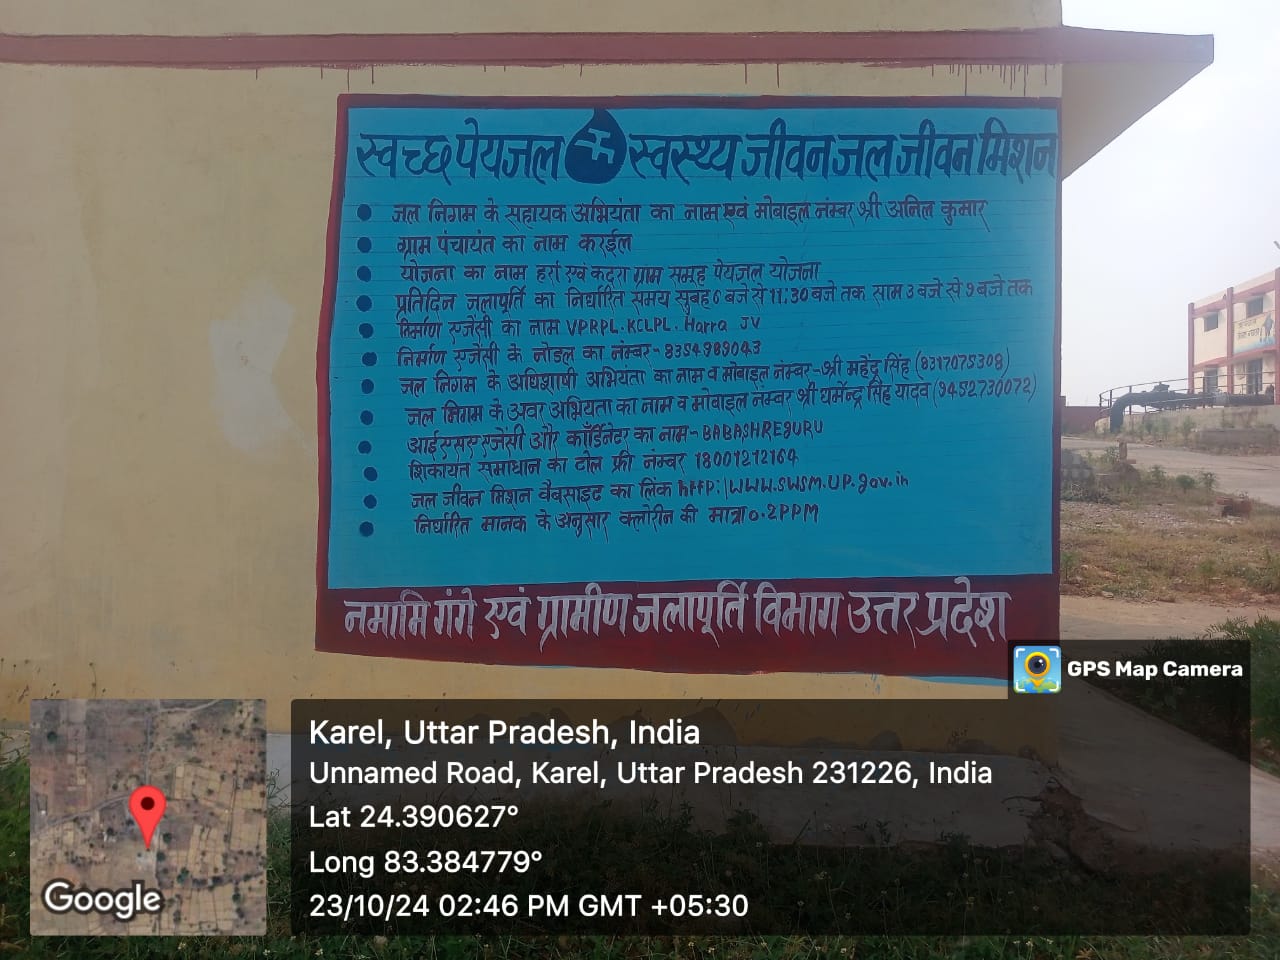 स्वच्छ पेयजल स्वस्थ्य जीवन जल जीवन मिशन
जल निगम के सहायक अभियंता का नाम एवं मोबाइल नंम्बर श्री अनिल कुमार
ग्राम पंचायंत का नाम करईल
योजना का नाम हर्रा एवं कदरा ग्राम समूह पेयजल योजना
प्रतिदिन जलापूर्ति का निर्धारित समय सुबह 6 बजे से 11:30 बजे तक साम 3 बजे से 9 बजे तक
निर्माण एजेंसी का नाम VPRPL.KCLPL.Harra JV
निर्माण एजेंसी के नोडल का नंम्बर-8354989043
जल निगम के अधिशाषी अभियंता का नाम व मोबाइल नंम्बर-श्री महेंद्र सिंह (8317075308)
जल निगम के अवर अभियता का नाम व मोबाइल नंम्बर श्री धर्मेन्द्र सिंह यादव (9452730072)
आईएसए एजेंसी और कॉर्डिनेटर का नाम-BABASHREGURU
शिकायत समाधान का टोल फ्री नंम्बर 18001212164
जल जीवन मिशन वैबसाइट का लिंक http:|WWW.SWSM.UP.gov.in
निर्धारित मानक के अनुसार क्लोरीन की मात्रा 0.2PPM
नमामि गंगे एवं ग्रामीण जलापूर्ति विभाग उत्तर प्रदेश
GPS Map Camera
Karel, Uttar Pradesh, India
Unnamed Road, Karel, Uttar Pradesh 231226, India
Lat 24.390627°
Long 83.384779°
23/10/24 02:46 PM GMT +05:30
Google